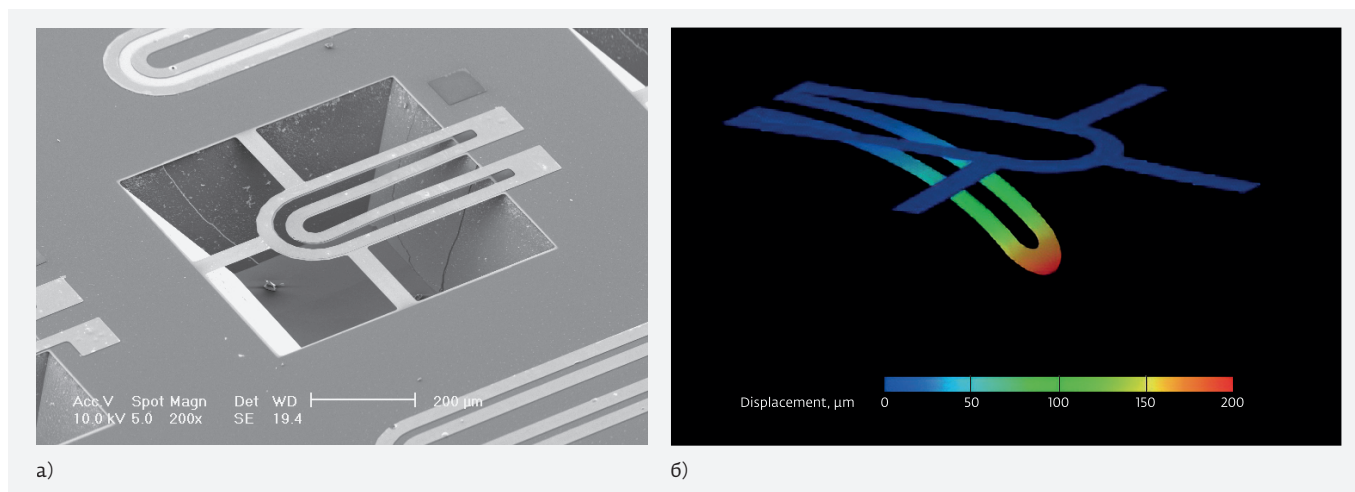 Acc.V Spot Magn Det WD 200 µm
10.0 kV 5.0 200x SE 19.4
Displacement, µm 0 50 100 150 200
а)
б)